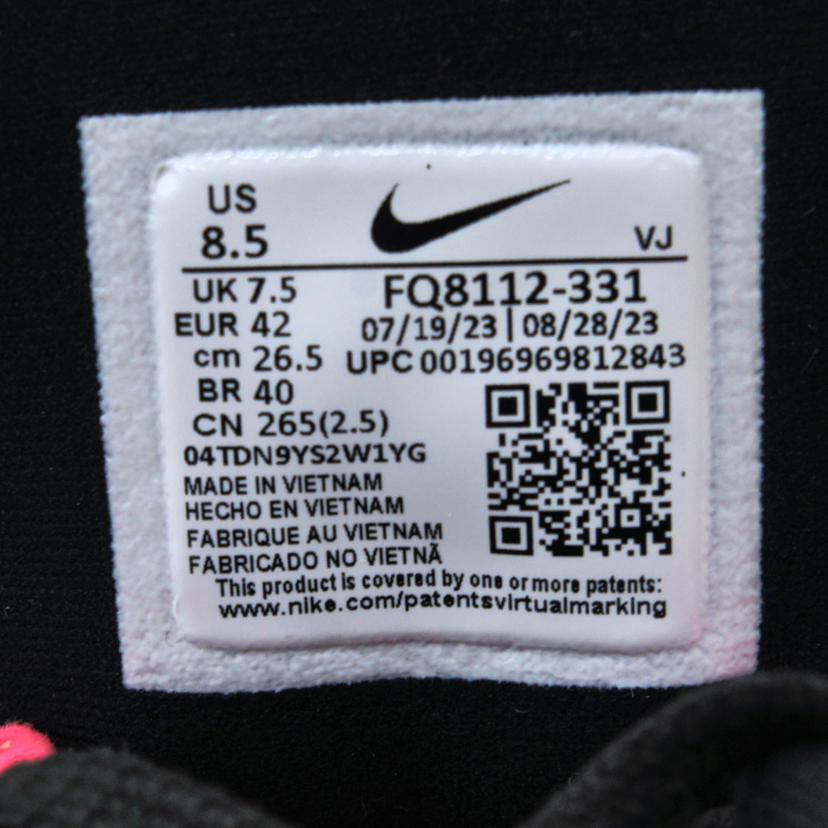 US
8.5
VJ
UK 7.5
FQ8112-331
EUR 42
07/19/23 | 08/28/23
cm 26.5
UPC 00196969812843
BR 40
CN 265(2.5)
04TDN9YS2W1YG
MADE IN VIETNAM
HECHO EN VIETNAM
FABRIQUE AU VIETNAM
FABRICADO NO VIETNÃ
This product is covered by one or more patents:
www.nike.com/patentsvirtualmarking